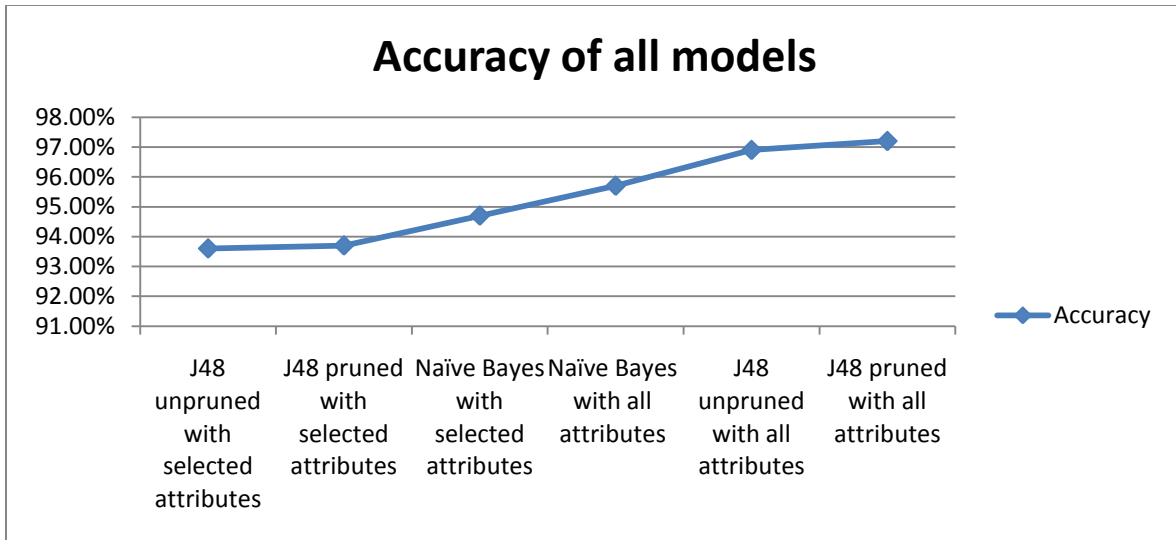 Accuracy of all models
98.00%
97.00%
96.00%
95.00%
94.00%
93.00%
92.00%
91.00%
J48
unpruned
with
selected
attributes
J48 pruned
with
selected
attributes
Naïve Bayes
with
selected
attributes
Naïve Bayes
with all
attributes
J48
unpruned
with all
attributes
J48 pruned
with all
attributes
Accuracy